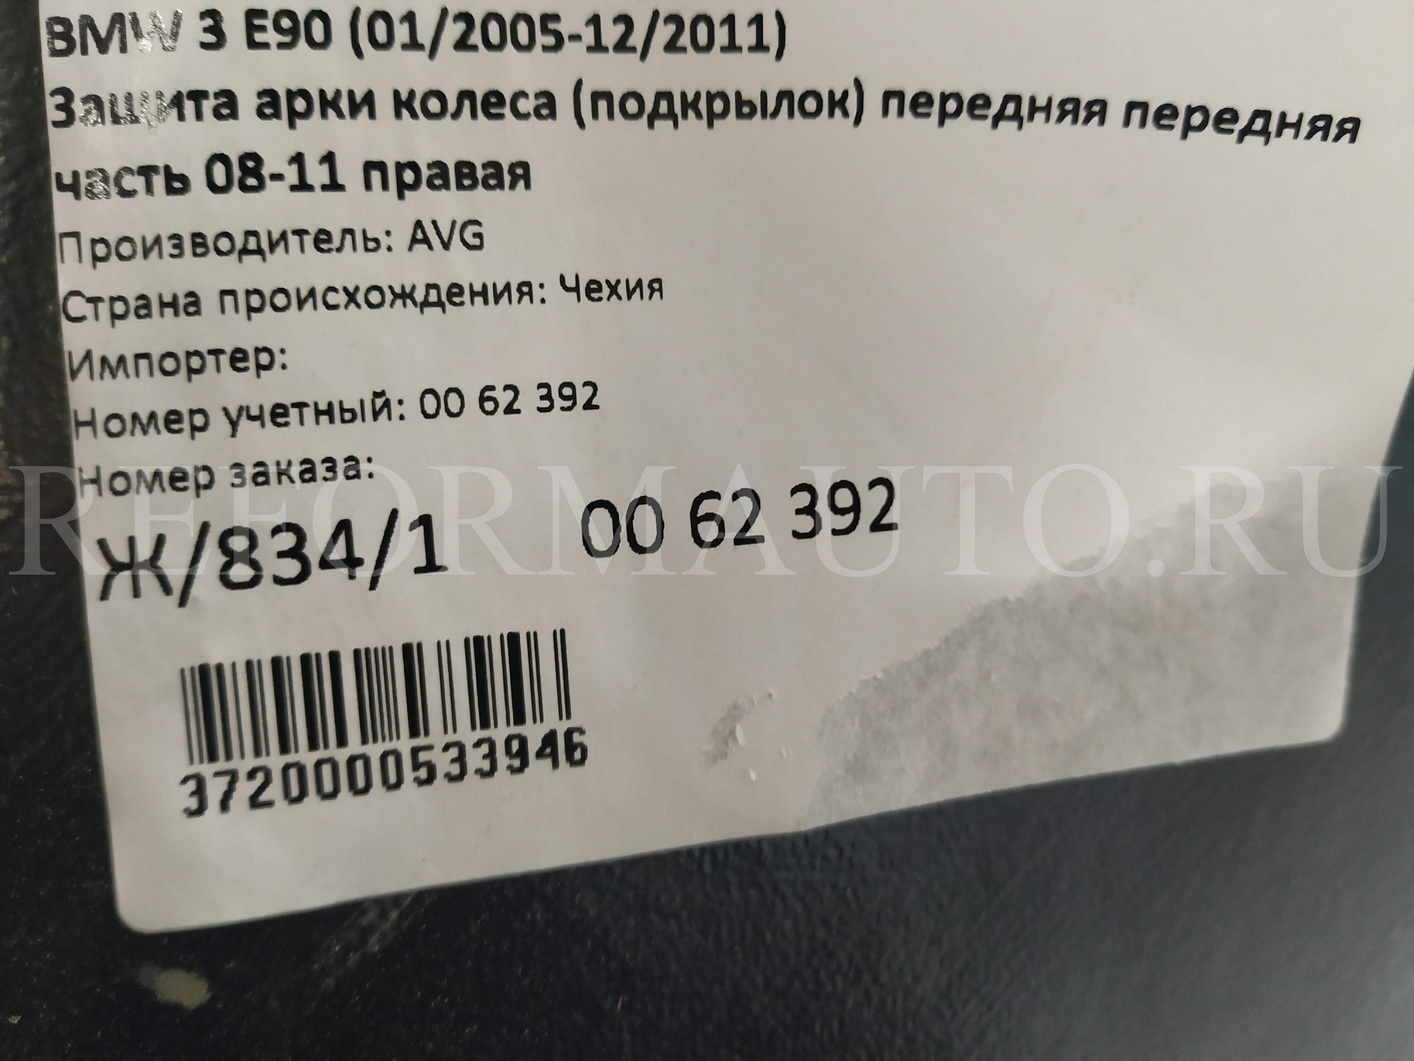 BMW 3 E90 (01/2005-12/2011)
Защита арки колеса (подкрылок) передняя передняя
часть 08-11 правая
Производитель: AVG
Страна происхождения: Чехия
Импортер:
Номер учетный: 00 62 392
Номер заказа:
REFORMAUTO.RU
Ж/834/1 00 62 392
3720000533946